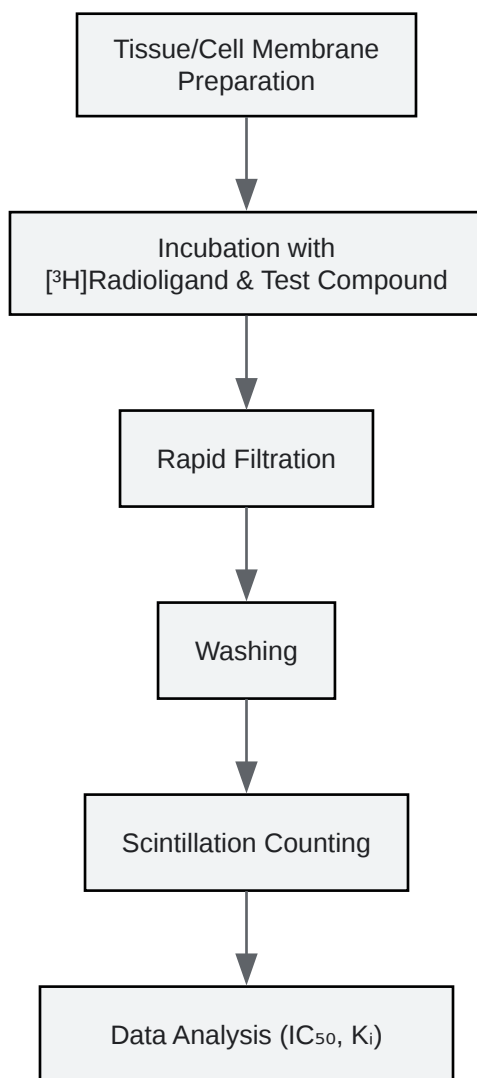 Tissue/Cell Membrane
Preparation
Incubation with
[³H]Radioligand & Test Compound
Rapid Filtration
Washing
Scintillation Counting
Data Analysis (IC₅₀, Kᵢ)